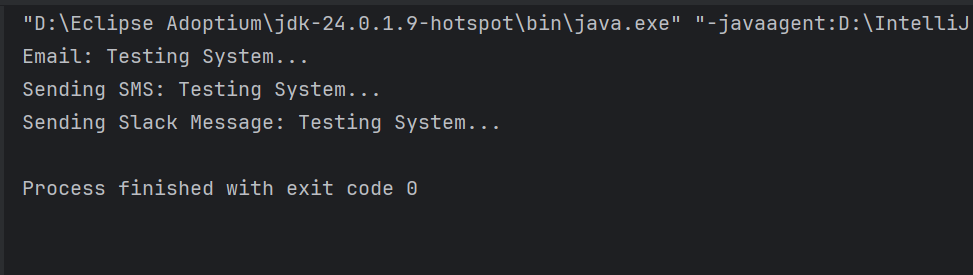 "D:\Eclipse Adoptium\jdk-24.0.1.9-hotspot\bin\java.exe" "-javaagent:D:\IntelliJ
Email: Testing System...
Sending SMS: Testing System...
Sending Slack Message: Testing System...
Process finished with exit code 0